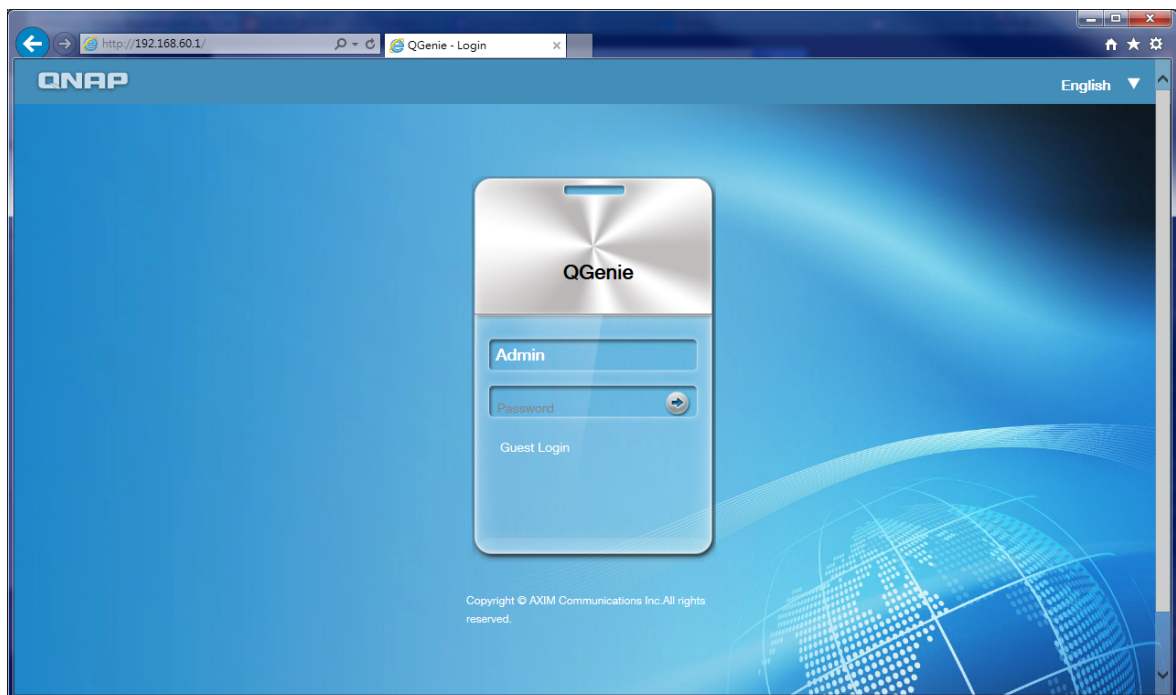 http://192.168.60.1/
QGenie - Login
QNAP
English
QGenie
Admin
Password
Guest Login
Copyright © AXIM Communications Inc.All rights
reserved.